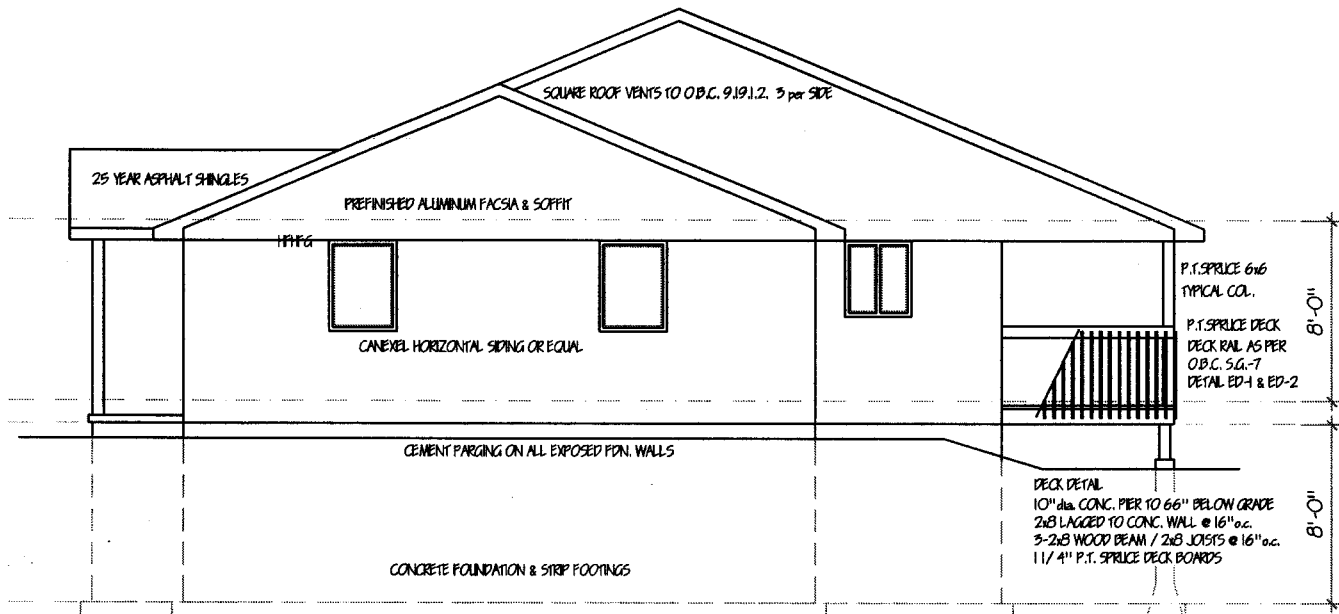 SQUARE ROOF VENTS TO O.B.C. 9.19.1.2. 3 per SIDE
25 YEAR ASPHALT SHINGLES
PREFINISHED ALUMINUM FACSIA & SOFFIT
P.T.SPRUCE 6x6
TYPICAL COL.
8'-0"
P.T.SPRUCE DECK
DECK RAIL AS PER
O.B.C. S.G.-7
DETAIL ED-1 & ED-2
CANEXEL HORIZONTAL SIDING OR EQUAL
CEMENT PARGING ON ALL EXPOSED FDN. WALLS
DECK DETAIL
10" dia. CONC. PIER TO 66" BELOW GRADE
2x8 LAGGED TO CONC. WALL @ 16" o.c.
3-2x8 WOOD BEAM / 2x8 JOISTS @ 16" o.c.
1 1/4" P.T. SPRUCE DECK BOARDS
8'-0"
CONCRETE FOUNDATION & STRIP FOOTINGS